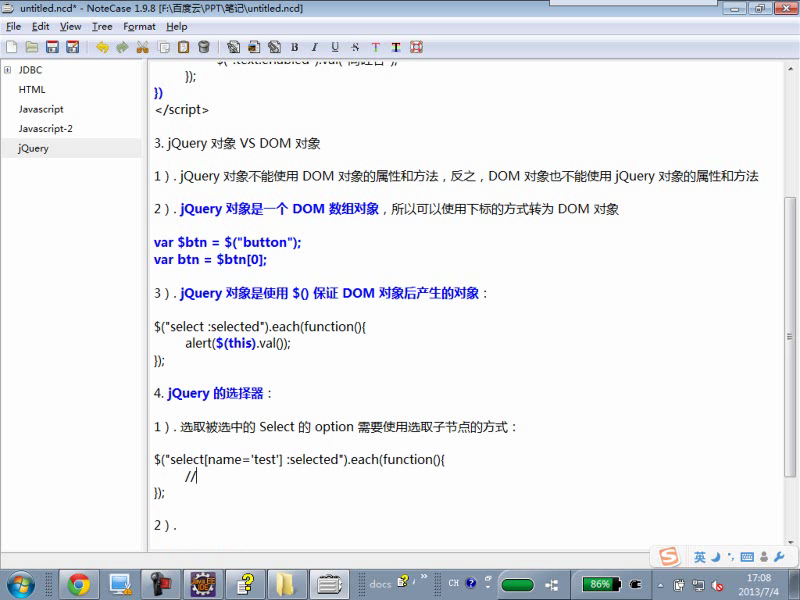 untitled.ncd* - NoteCase 1.9.8 [F:\百度云\PPT\笔记\untitled.ncd]
File Edit View Tree Format Help
B I U S T T
JDBC
HTML
Javascript
Javascript-2
jQuery
});
})
</script>
3. jQuery 对象 VS DOM 对象
1）. jQuery 对象不能使用 DOM 对象的属性和方法，反之，DOM 对象也不能使用 jQuery 对象的属性和方法
2）. jQuery 对象是一个 DOM 数组对象，所以可以使用下标的方式转为 DOM 对象
var $btn = $("button");
var btn = $btn[0];
3）. jQuery 对象是使用 $() 保证 DOM 对象后产生的对象：
$("select :selected").each(function(){
alert($(this).val());
});
4. jQuery 的选择器：
1）. 选取被选中的 Select 的 option 需要使用选取子节点的方式：
$("select[name='test'] :selected").each(function(){
//
});
2）.
英
docs
CH
86%
17:08
2013/7/4